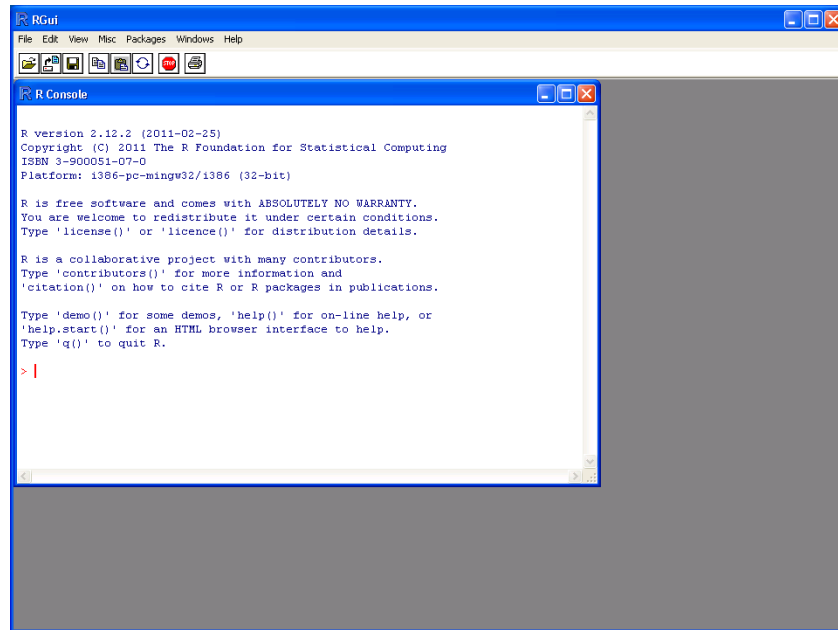 RGui
File Edit View Misc Packages Windows Help
STOP
R Console
R version 2.12.2 (2011-02-25)
Copyright (C) 2011 The R Foundation for Statistical Computing
ISBN 3-900051-07-0
Platform: i386-pc-mingw32/i386 (32-bit)
R is free software and comes with ABSOLUTELY NO WARRANTY.
You are welcome to redistribute it under certain conditions.
Type 'license()' or 'licence()' for distribution details.
R is a collaborative project with many contributors.
Type 'contributors()' for more information and
'citation()' on how to cite R or R packages in publications.
Type 'demo()' for some demos, 'help()' for on-line help, or
'help.start()' for an HTML browser interface to help.
Type 'q()' to quit R.
>